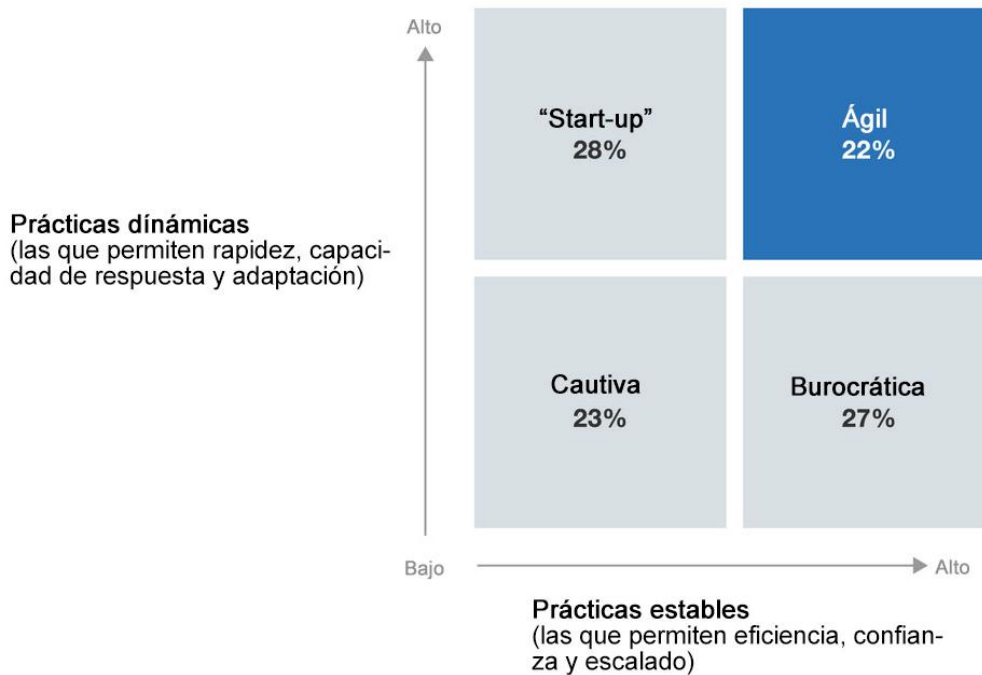 Alto
“Start-up”
28%
Ágil
22%
Prácticas dínámicas
(las que permiten rapidez, capaci-
dad de respuesta y adaptación)
Cautiva
23%
Burocrática
27%
Bajo
Alto
Prácticas estables
(las que permiten eficiencia, confian-
za y escalado)